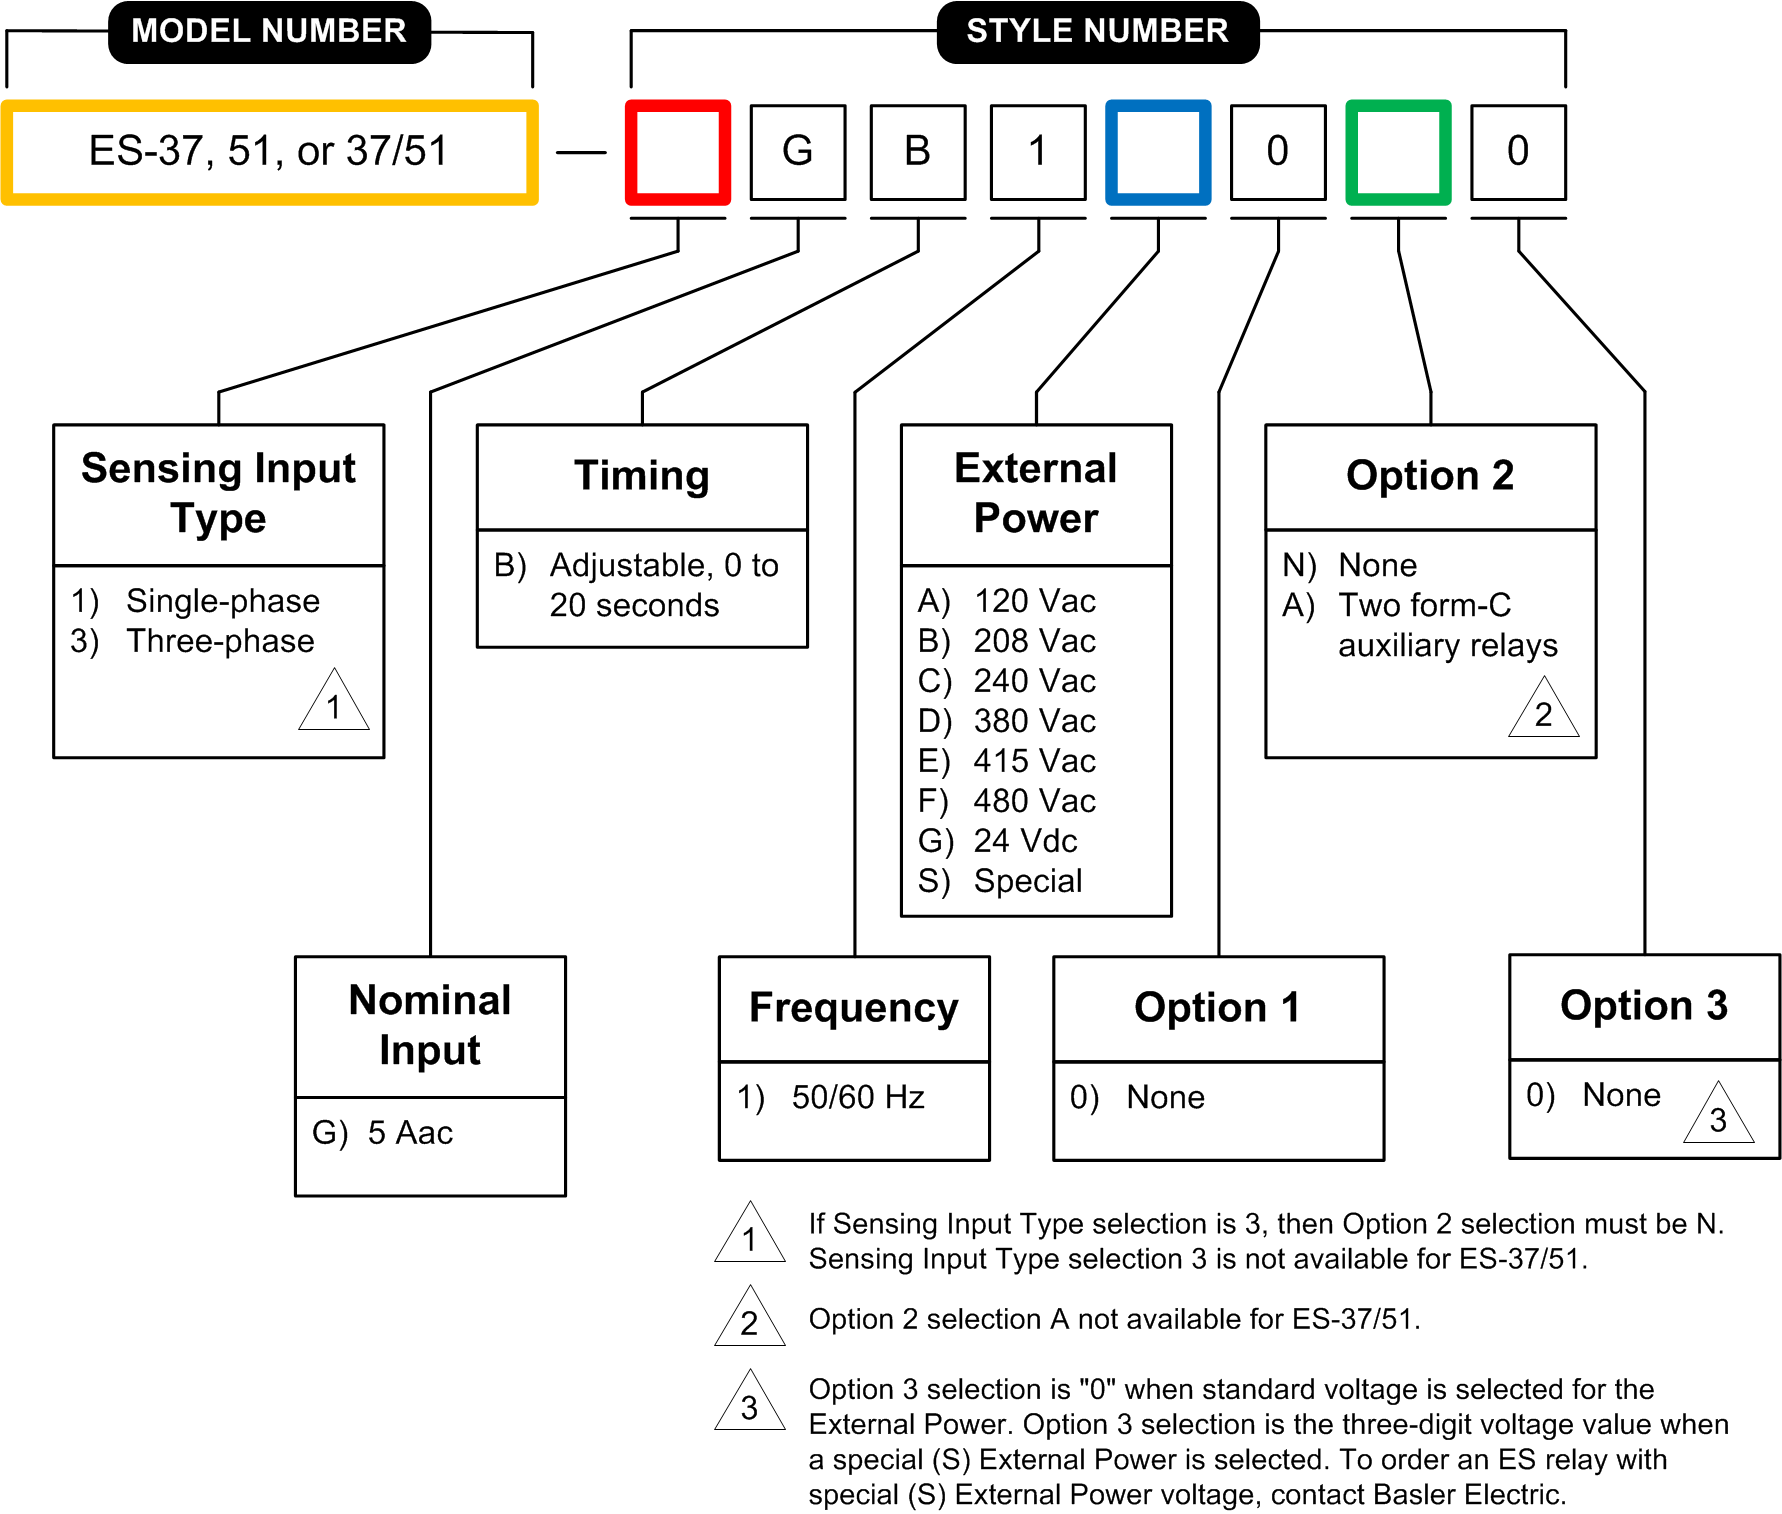 MODEL NUMBER
STYLE NUMBER
ES-37, 51, or 37/51
—
G
B
1
0
0
Sensing Input
Type
1) Single-phase
3) Three-phase
1
Timing
B) Adjustable, 0 to
20 seconds
External
Power
A) 120 Vac
B) 208 Vac
C) 240 Vac
D) 380 Vac
E) 415 Vac
F) 480 Vac
G) 24 Vdc
S) Special
Option 2
N) None
A) Two form-C
auxiliary relays
2
Nominal
Input
G) 5 Aac
Frequency
1) 50/60 Hz
Option 1
0) None
Option 3
0) None
3
1
If Sensing Input Type selection is 3, then Option 2 selection must be N.
Sensing Input Type selection 3 is not available for ES-37/51.
2
Option 2 selection A not available for ES-37/51.
3
Option 3 selection is "0" when standard voltage is selected for the
External Power. Option 3 selection is the three-digit voltage value when
a special (S) External Power is selected. To order an ES relay with
special (S) External Power voltage, contact Basler Electric.